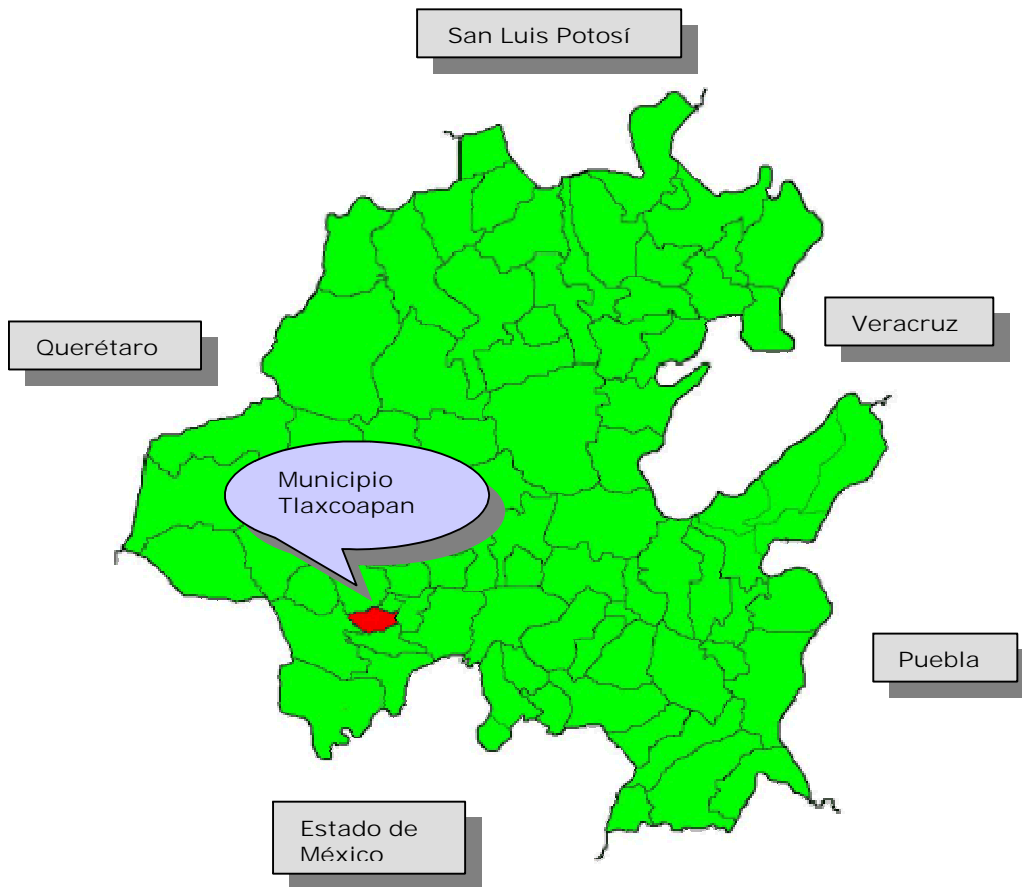 San Luis Potosí
Veracruz
Querétaro
Municipio
Tlaxcoapan
Puebla
Estado de
México